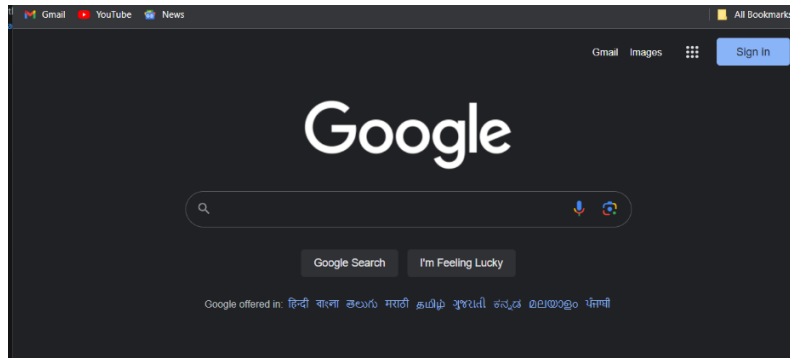 Gmail YouTube News All Bookmarks
Gmail Images Sign in
Google
Google Search I'm Feeling Lucky
Google offered in: हिन्दी বাংলা తెలుగు मराठी தமிழ் ગુજરાતી ಕನ್ನಡ മലയാളം ਪੰਜਾਬੀ